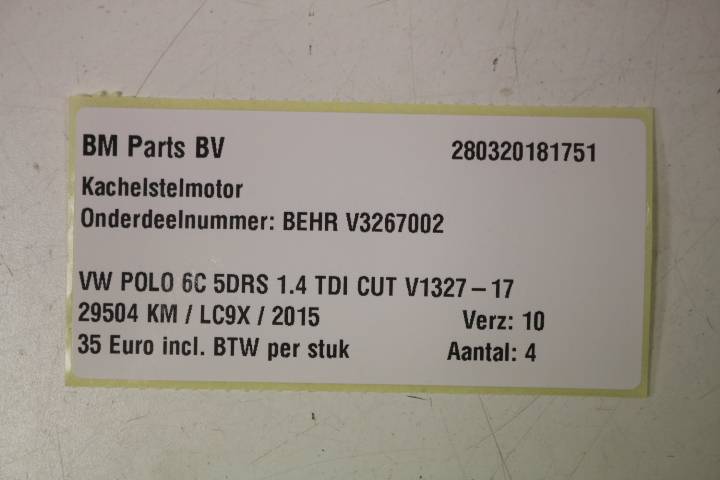 BM Parts BV 280320181751
Kachelstelmotor
Onderdeelnummer: BEHR V3267002
VW POLO 6C 5DRS 1.4 TDI CUT V1327-17
29504 KM / LC9X / 2015 Verz: 10
35 Euro incl. BTW per stuk Aantal: 4